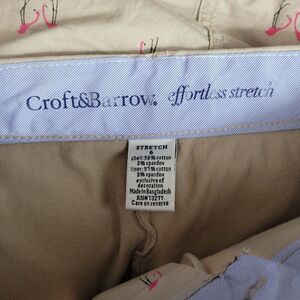 Croft&Barrow. effortless stretch
STRETCH
6
shell: 98% cotton
2% spandex
liner: 97% cotton
3% spandex
exclusive of
decoration
Made in Bangladesh
RN#73277
Care on reverse